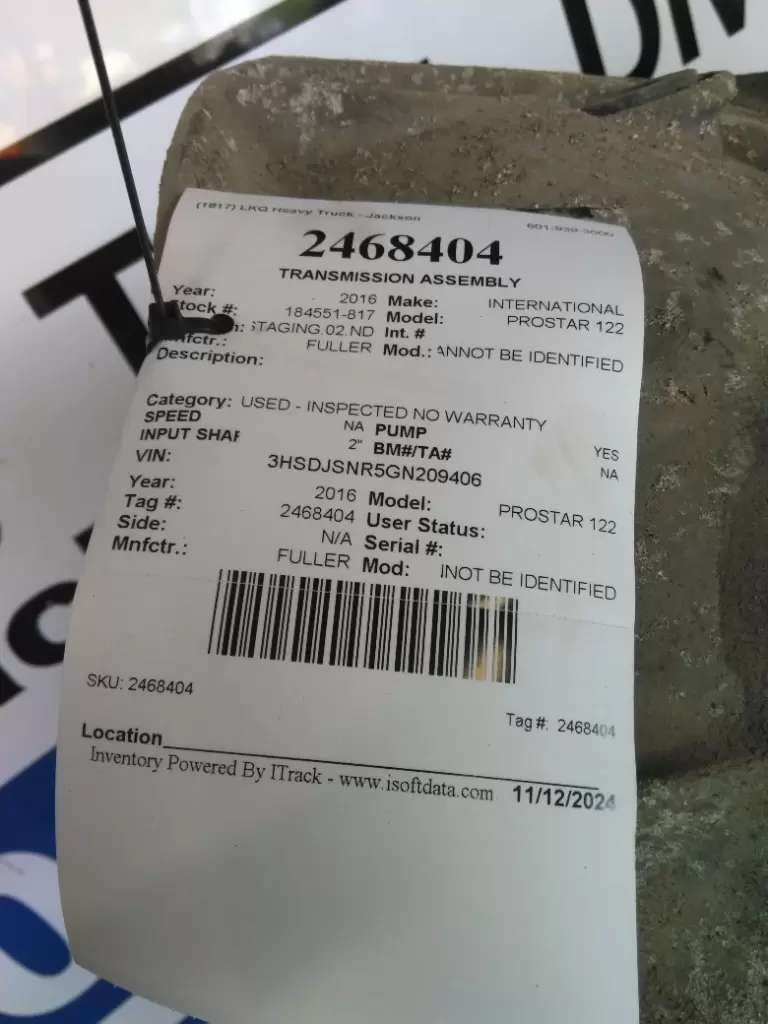 (1817) LKQ Heavy Truck - Jackson 601-939-3000
2468404
TRANSMISSION ASSEMBLY
Year: 2016 Make: INTERNATIONAL
Stock #: 184551-817 Model: PROSTAR 122
STAGING.02.ND Int. #
Mnfctr.: FULLER Mod.: ANNOT BE IDENTIFIED
Description:
Category: USED - INSPECTED NO WARRANTY
SPEED NA PUMP YES
INPUT SHAF 2" BM#/TA# NA
VIN: 3HSDJSNR5GN209406
Year: 2016 Model: PROSTAR 122
Tag #: 2468404 User Status:
Side: N/A Serial #:
Mnfctr.: FULLER Mod: INOT BE IDENTIFIED
SKU: 2468404
Tag #: 2468404
Location
Inventory Powered By ITrack - www.isoftdata.com 11/12/2024